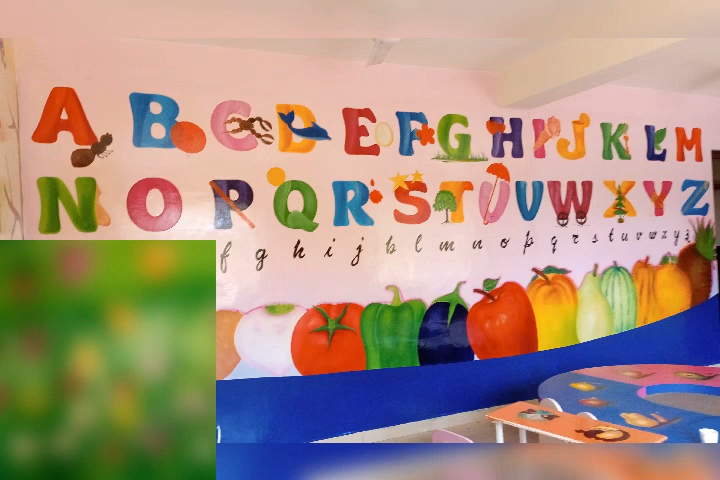 A B C D E F G H I J K L M
N O P Q R S T U V W X Y Z
f g h i j k l m n o p q r s t u v w x y z